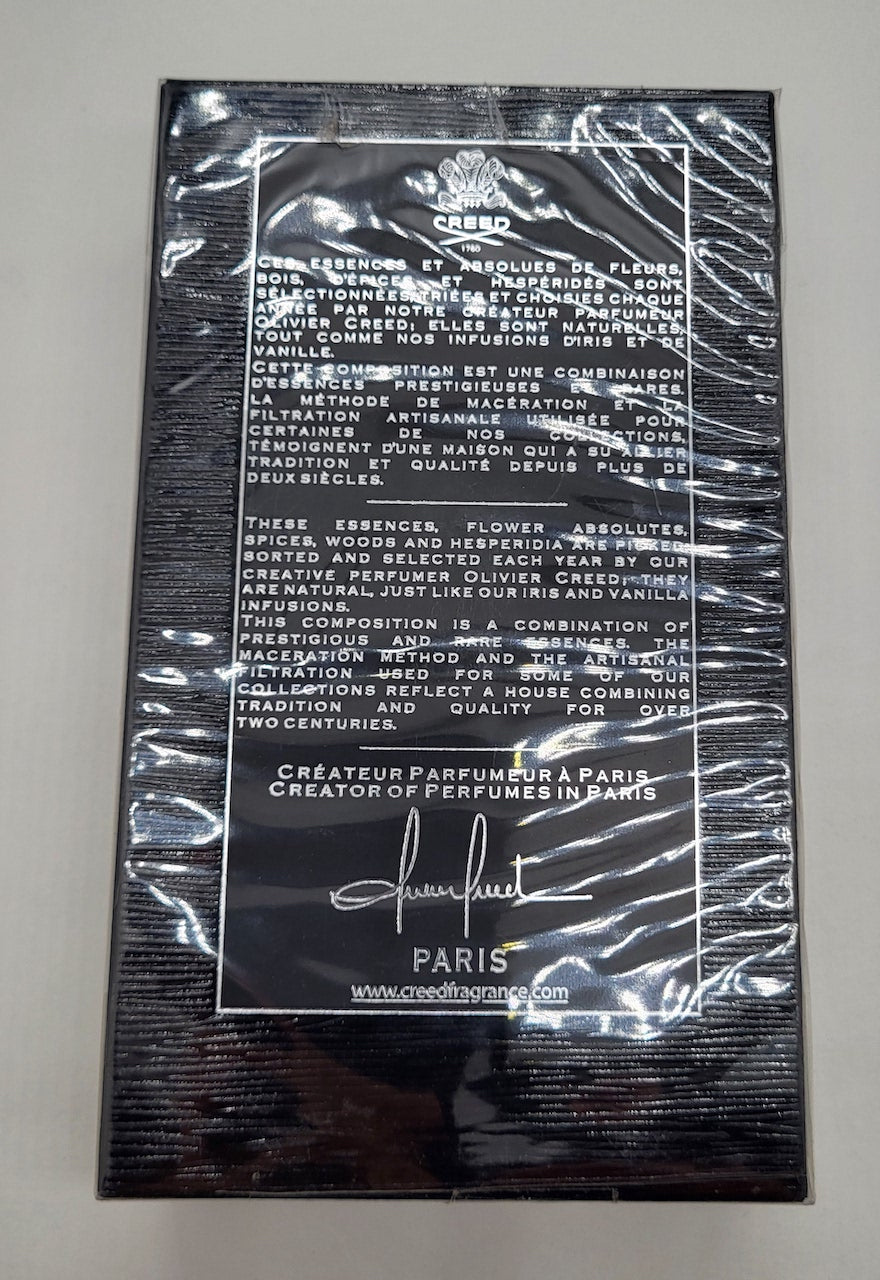 CREED
1760
CES ESSENCES ET ABSOLUES DE FLEURS,
BOIS, D'ÉPICES ET HESPÉRIDÉS SONT
SÉLECTIONNÉES, TRIÉES ET CHOISIES CHAQUE
ANNÉE PAR NOTRE CRÉATEUR PARFUMEUR
OLIVIER CREED; ELLES SONT NATURELLES,
TOUT COMME NOS INFUSIONS D'IRIS ET DE
VANILLE.
CETTE COMPOSITION EST UNE COMBINAISON
D'ESSENCES PRESTIGIEUSES ET RARES.
LA MÉTHODE DE MACÉRATION ET LA
FILTRATION ARTISANALE UTILISÉE POUR
CERTAINES DE NOS COLLECTIONS,
TÉMOIGNENT D'UNE MAISON QUI A SU ALLIER
TRADITION ET QUALITÉ DEPUIS PLUS DE
DEUX SIÈCLES.
THESE ESSENCES, FLOWER ABSOLUTES,
SPICES, WOODS AND HESPERIDIA ARE PICKED
SORTED AND SELECTED EACH YEAR BY OUR
CREATIVE PERFUMER OLIVIER CREED; THEY
ARE NATURAL, JUST LIKE OUR IRIS AND VANILLA
INFUSIONS.
THIS COMPOSITION IS A COMBINATION OF
PRESTIGIOUS AND RARE ESSENCES. THE
MACERATION METHOD AND THE ARTISANAL
FILTRATION USED FOR SOME OF OUR
COLLECTIONS REFLECT A HOUSE COMBINING
TRADITION AND QUALITY FOR OVER
TWO CENTURIES.
CRÉATEUR PARFUMEUR À PARIS
CREATOR OF PERFUMES IN PARIS
Olivier Creed
PARIS
www.creedfragrance.com